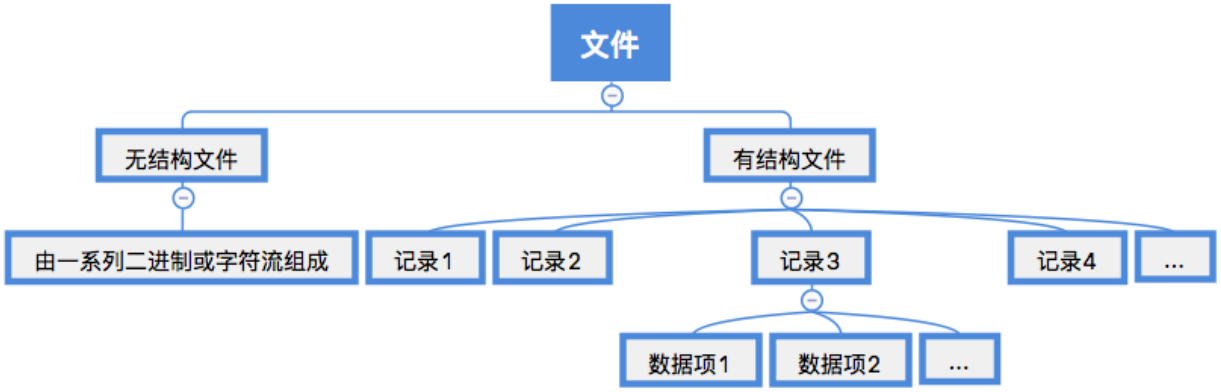 文件
无结构文件
有结构文件
由一系列二进制或字符流组成
记录1
记录2
记录3
记录4
...
数据项1
数据项2
...